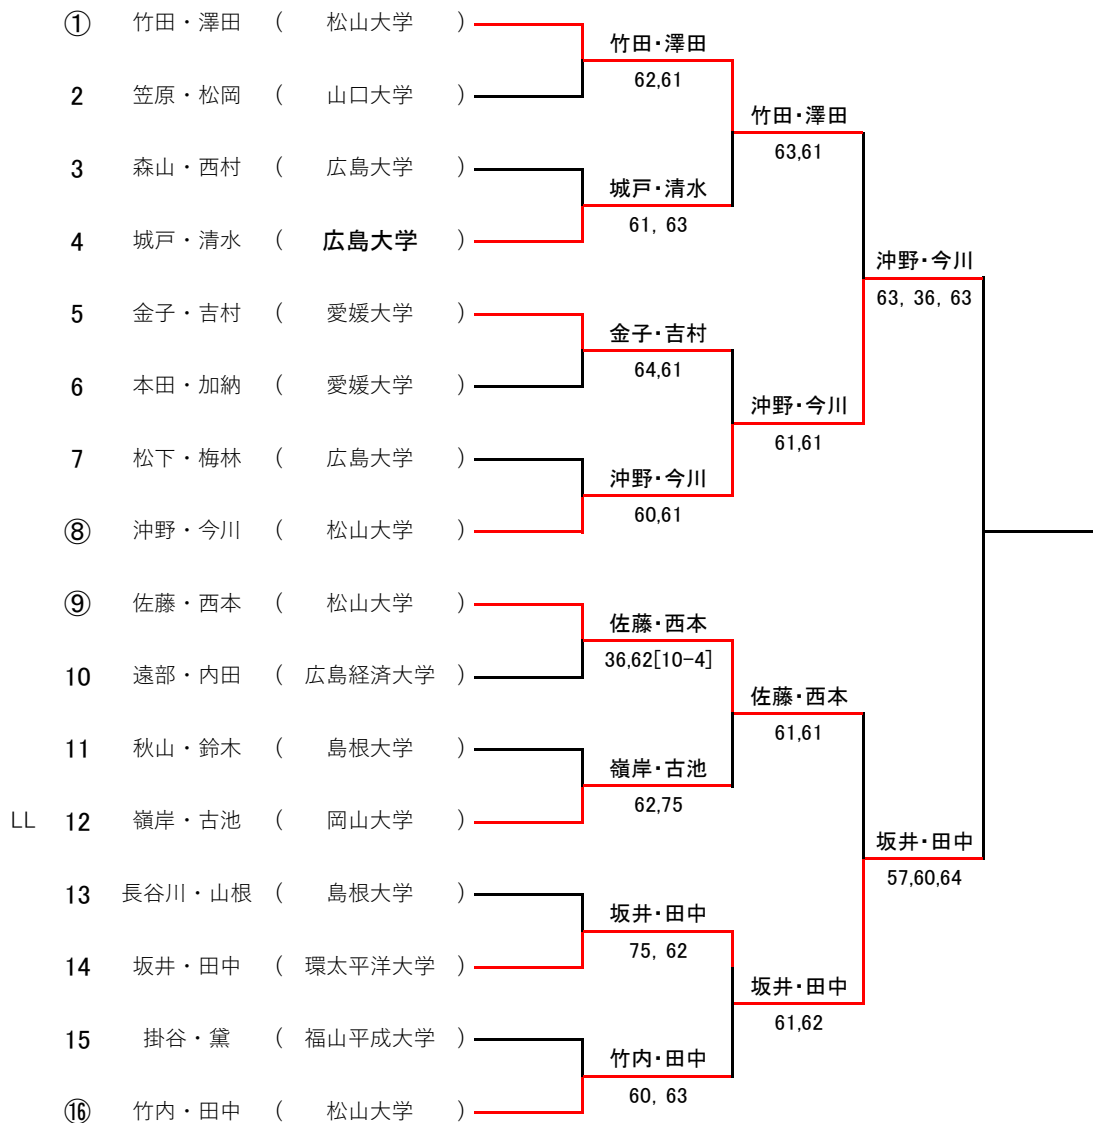 ① 竹田・澤田 ( 松山大学 )
竹田・澤田
62,61
2 笠原・松岡 ( 山口大学 )
竹田・澤田
63,61
3 森山・西村 ( 広島大学 )
城戸・清水
61, 63
4 城戸・清水 ( 広島大学 )
沖野・今川
63, 36, 63
5 金子・吉村 ( 愛媛大学 )
金子・吉村
64,61
6 本田・加納 ( 愛媛大学 )
沖野・今川
61,61
7 松下・梅林 ( 広島大学 )
沖野・今川
60,61
⑧ 沖野・今川 ( 松山大学 )
⑨ 佐藤・西本 ( 松山大学 )
佐藤・西本
36,62[10-4]
10 遠部・内田 ( 広島経済大学 )
佐藤・西本
61,61
11 秋山・鈴木 ( 島根大学 )
嶺岸・古池
62,75
LL 12 嶺岸・古池 ( 岡山大学 )
坂井・田中
57,60,64
13 長谷川・山根 ( 島根大学 )
坂井・田中
75, 62
14 坂井・田中 ( 環太平洋大学 )
坂井・田中
61,62
15 掛谷・黛 ( 福山平成大学 )
竹内・田中
60, 63
⑯ 竹内・田中 ( 松山大学 )